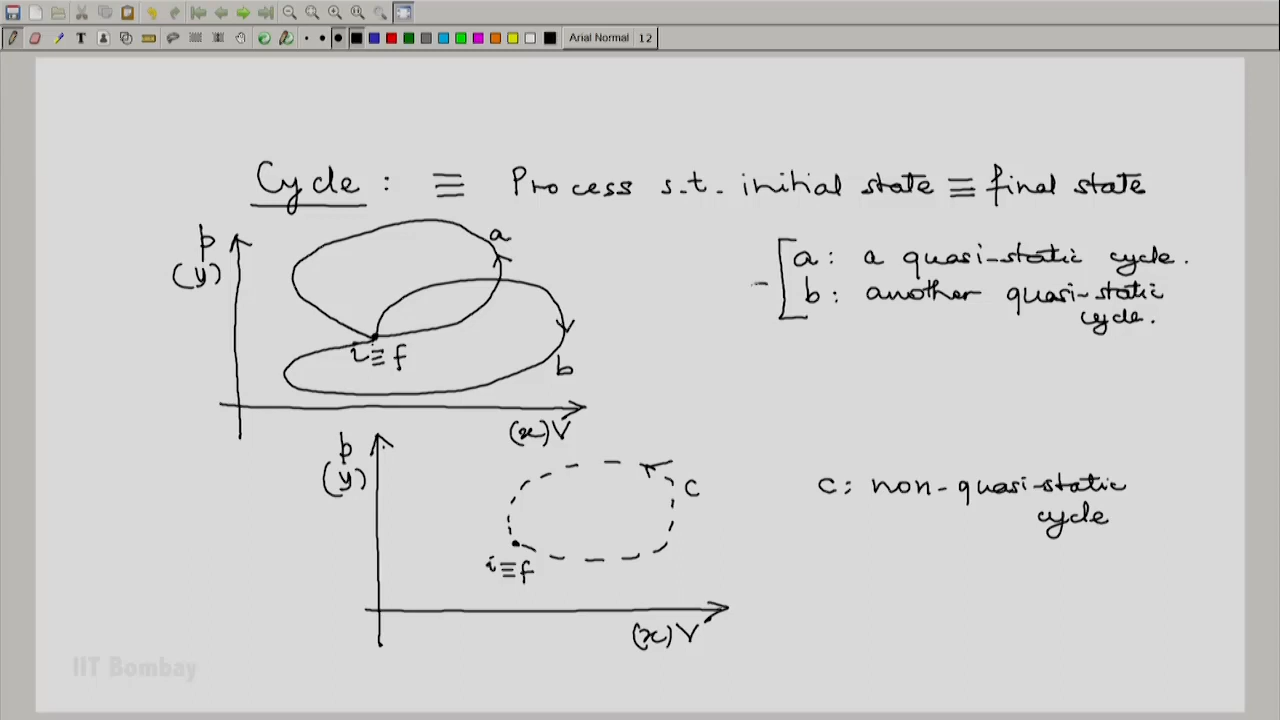 Arial Normal 12
Cycle : ≡ Process s.t. initial state ≡ final state
p
(y)
a
i ≡ f
b
(x) V
a : a quasi-static cycle.
b : another quasi-static
cycle.
p
(y)
c
i ≡ f
(x) V
c : non-quasi-static
cycle
IIT Bombay